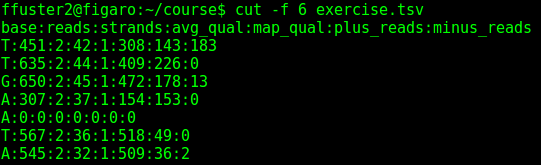 ffuster2@figaro:~/course$ cut -f 6 exercise.tsv
base:reads:strands:avg_qual:map_qual:plus_reads:minus_reads
T:451:2:42:1:308:143:183
T:635:2:44:1:409:226:0
G:650:2:45:1:472:178:13
A:307:2:37:1:154:153:0
A:0:0:0:0:0:0:0
T:567:2:36:1:518:49:0
A:545:2:32:1:509:36:2